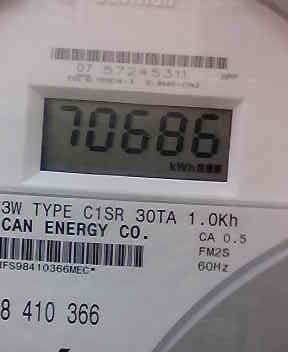 07 57245311
70686
kWh
3W TYPE C1SR 30TA 1.0Kh
CAN ENERGY CO.
CA 0.5
FM2S
60Hz
IFS98410366MEC*
8 410 366